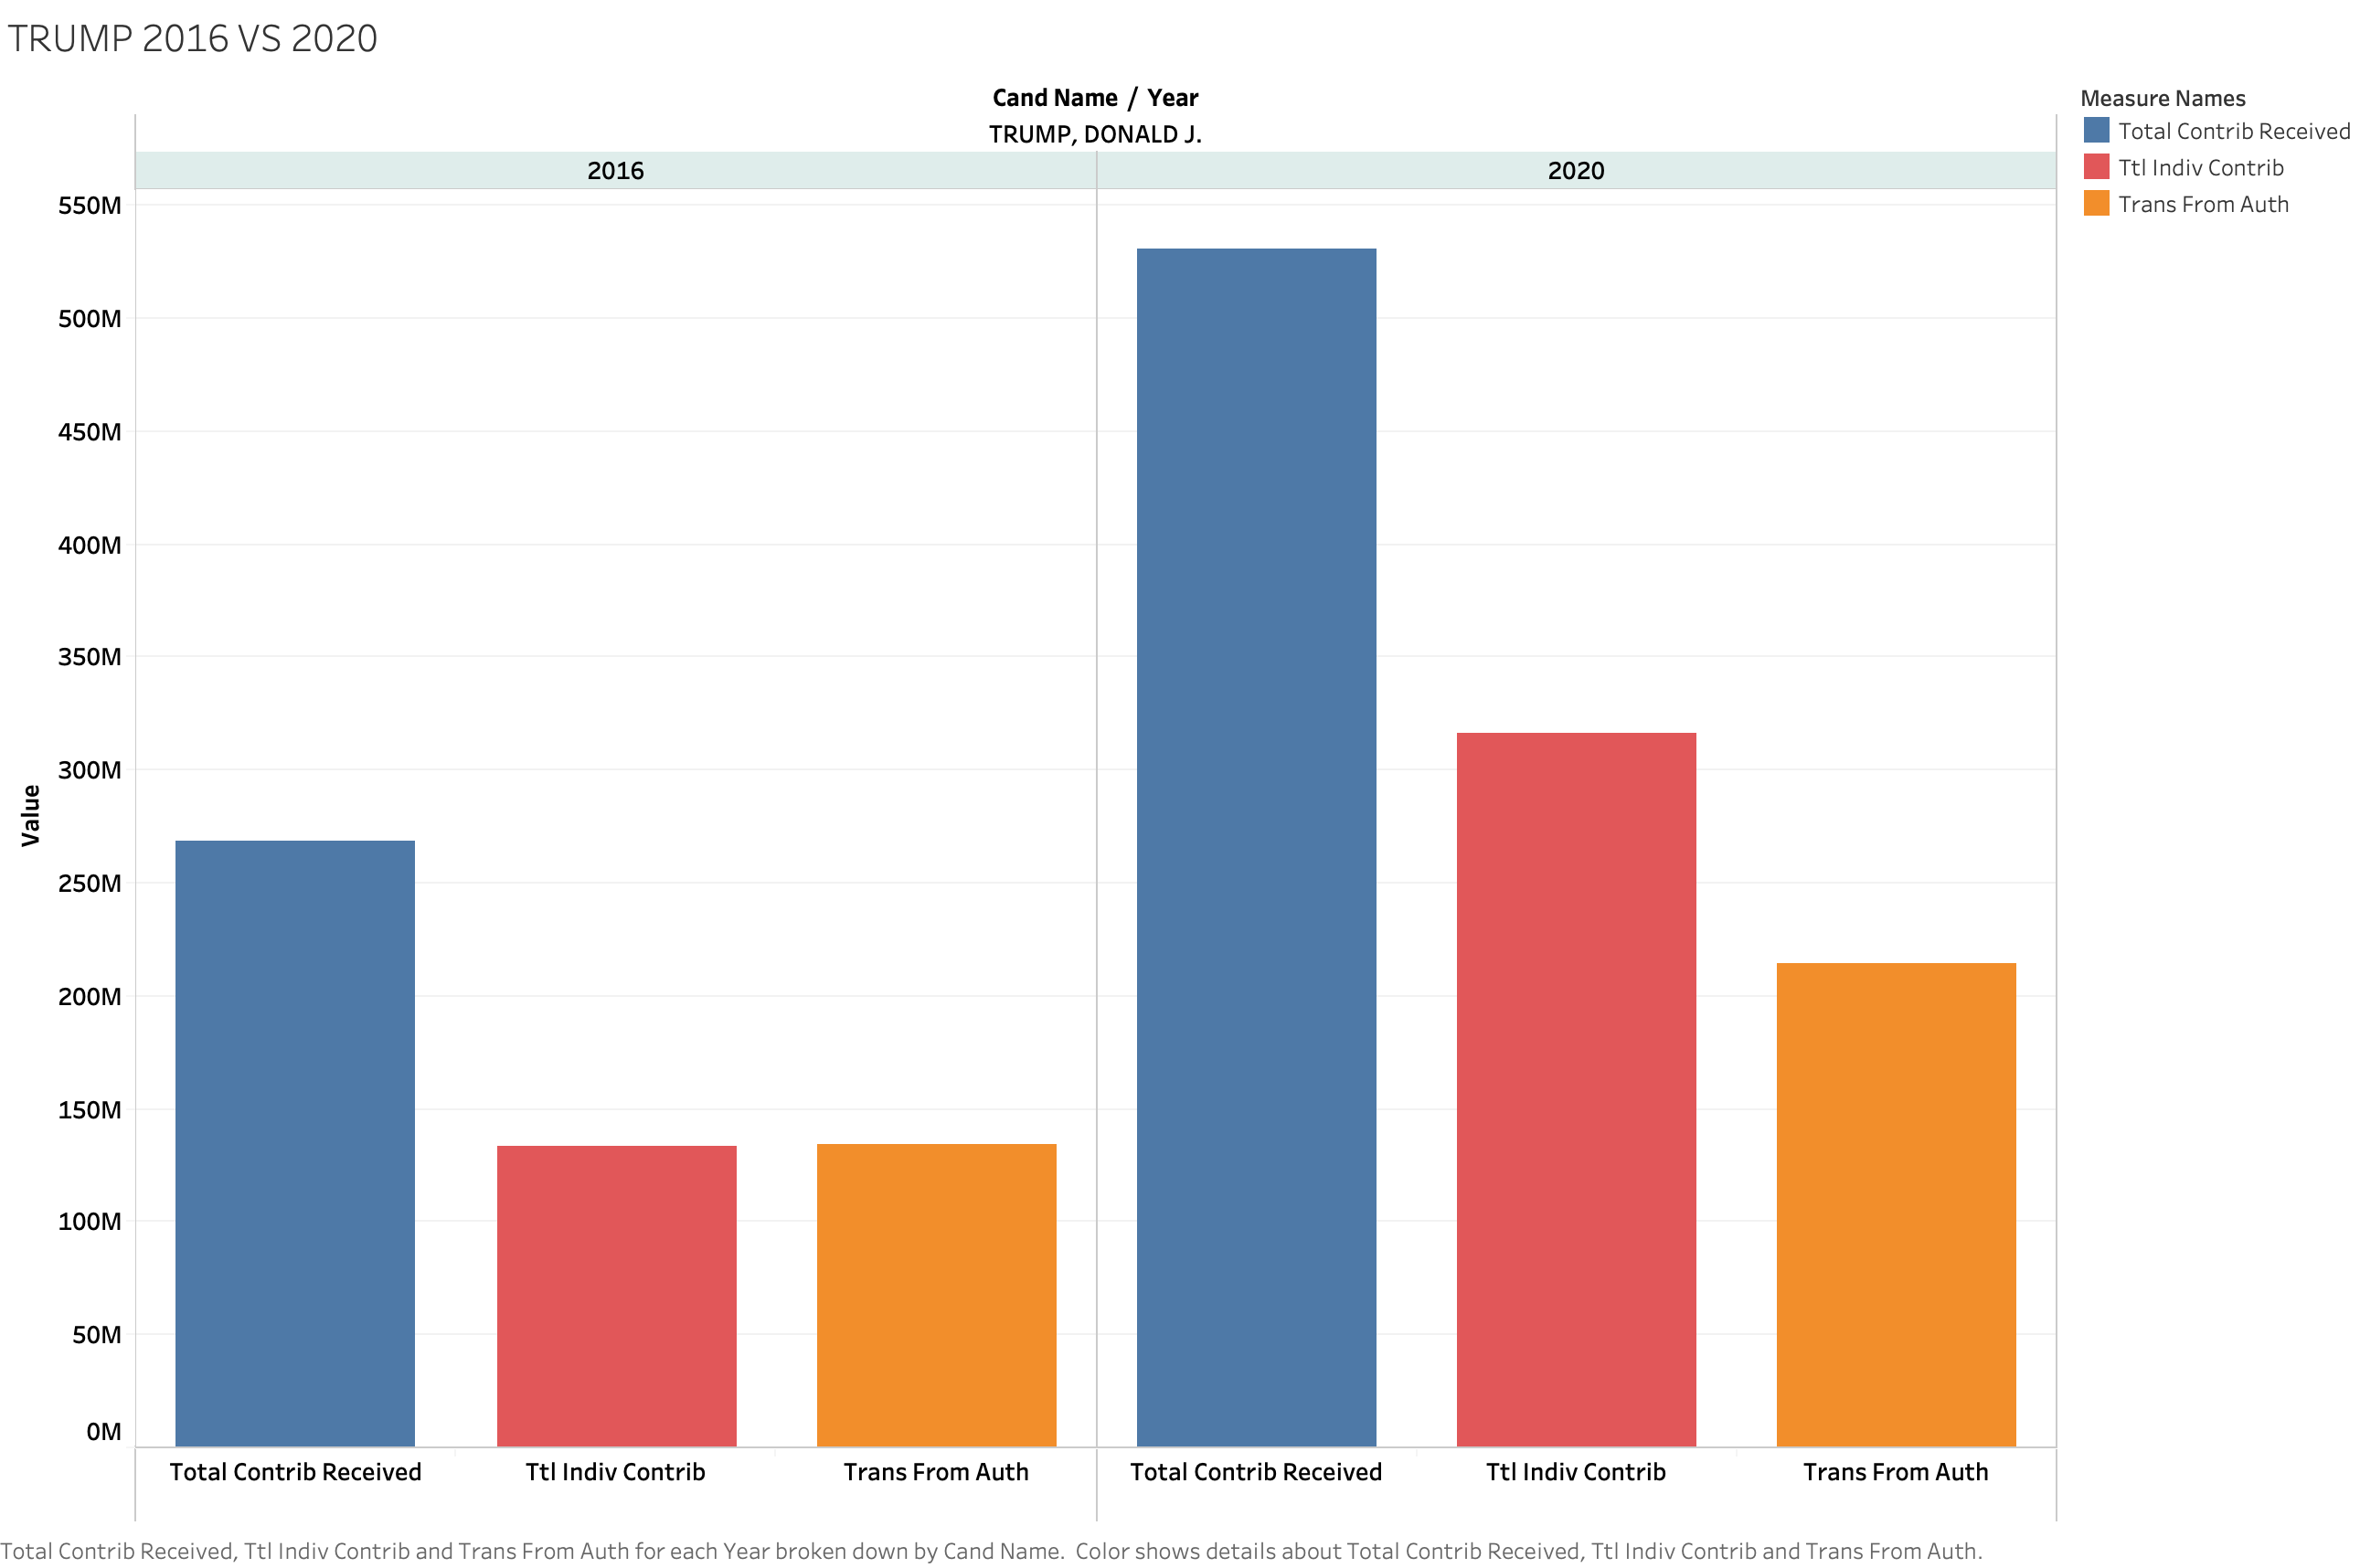 TRUMP 2016 VS 2020
Cand Name / Year
TRUMP, DONALD J.
2016 2020
Measure Names
Total Contrib Received
Ttl Indiv Contrib
Trans From Auth
550M
500M
450M
400M
350M
300M
250M
200M
150M
100M
50M
0M
Value
Total Contrib Received Ttl Indiv Contrib Trans From Auth Total Contrib Received Ttl Indiv Contrib Trans From Auth
Total Contrib Received, Ttl Indiv Contrib and Trans From Auth for each Year broken down by Cand Name. Color shows details about Total Contrib Received, Ttl Indiv Contrib and Trans From Auth.